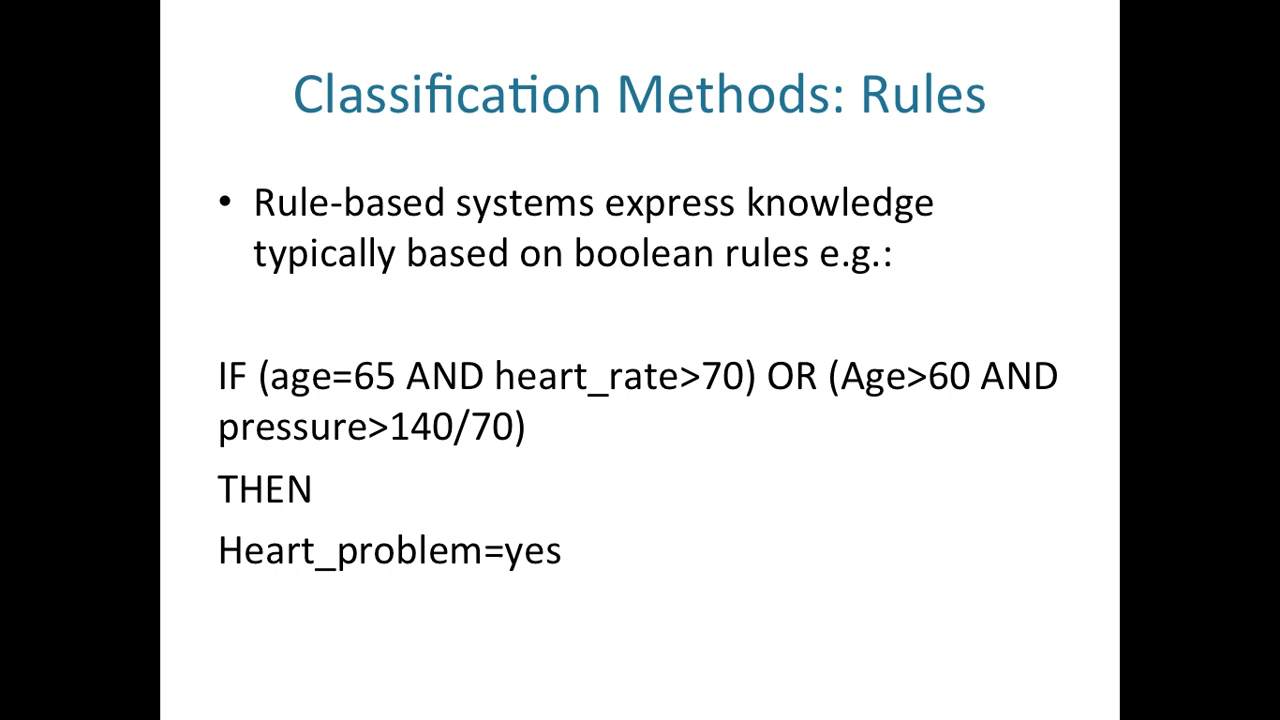 Classification Methods: Rules
• Rule-based systems express knowledge
typically based on boolean rules e.g.:
IF (age=65 AND heart_rate>70) OR (Age>60 AND
pressure>140/70)
THEN
Heart_problem=yes